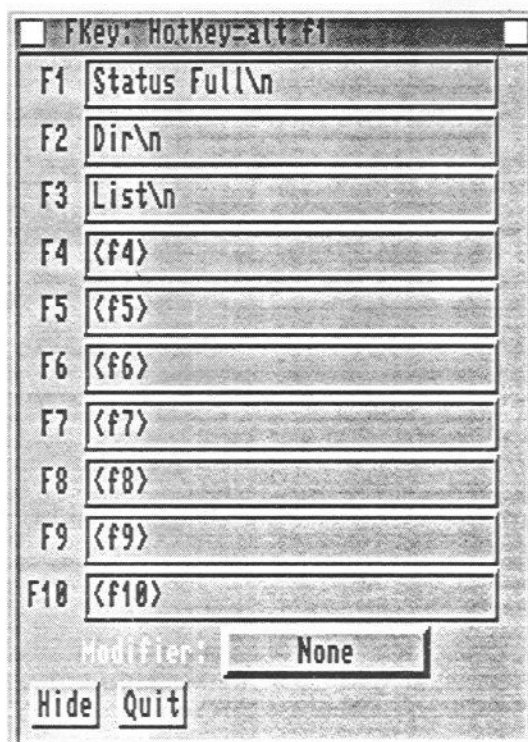 FKey: HotKey=alt f1
F1 Status Full\n
F2 Dir\n
F3 List\n
F4 <f4>
F5 <f5>
F6 <f6>
F7 <f7>
F8 <f8>
F9 <f9>
F10 <f10>
Modifier: None
Hide Quit